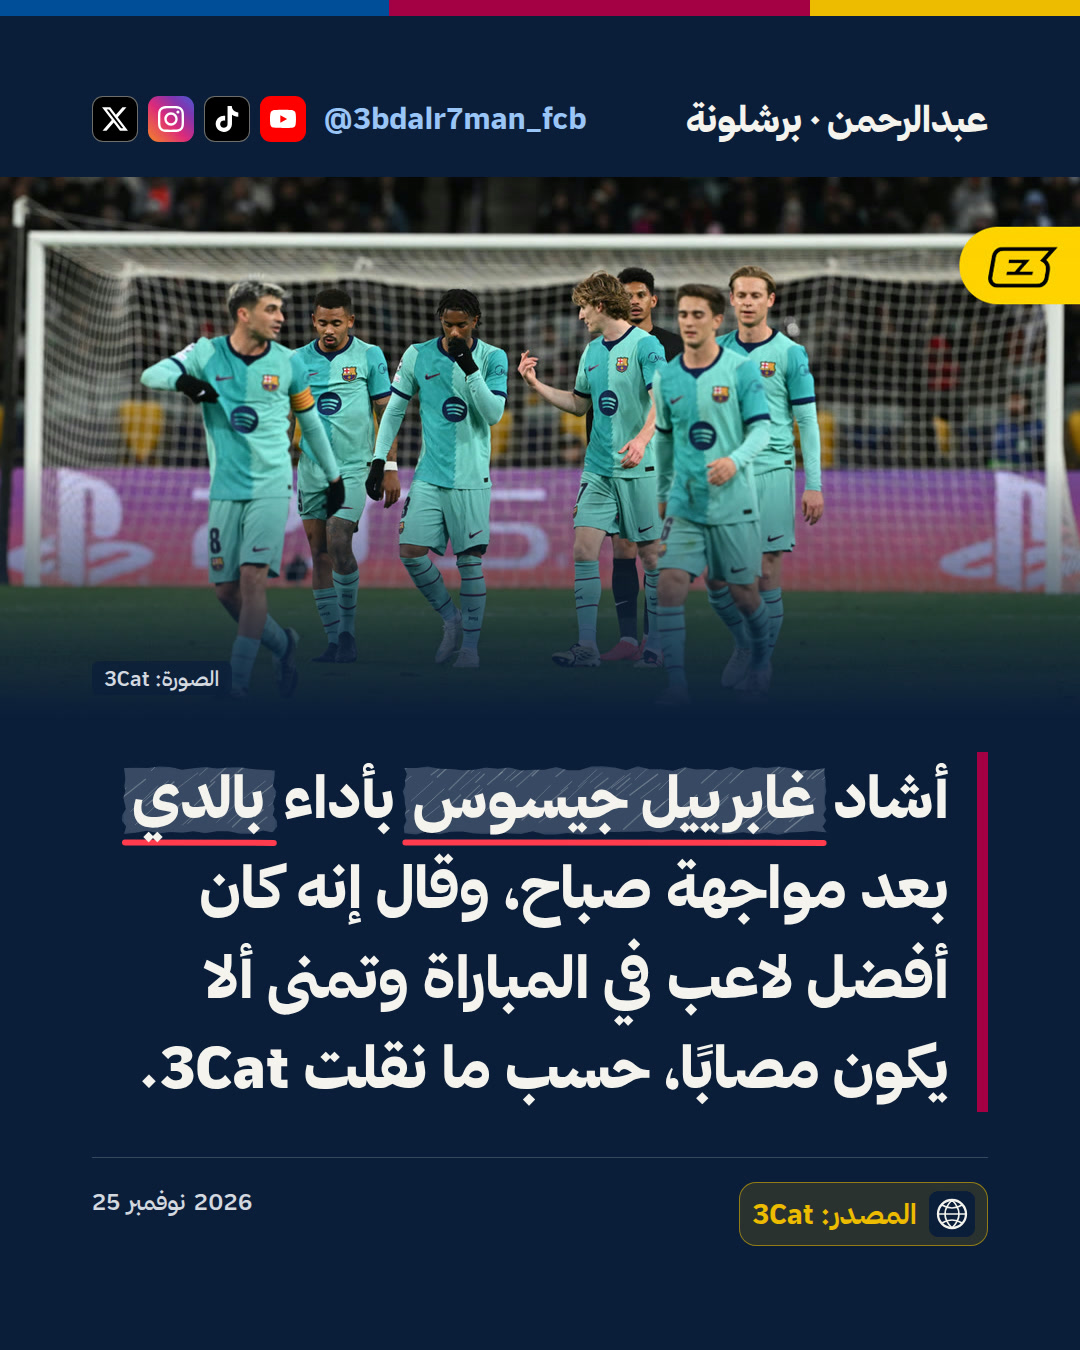 عبدالرحمن · برشلونة
@3bdalr7man_fcb
الصورة: 3Cat
أشاد غابرييل جيسوس بأداء بالدي
بعد مواجهة صباح، وقال إنه كان
أفضل لاعب في المباراة وتمنى ألا
يكون مصابًا، حسب ما نقلت 3Cat.
المصدر: 3Cat
25 نوفمبر 2026